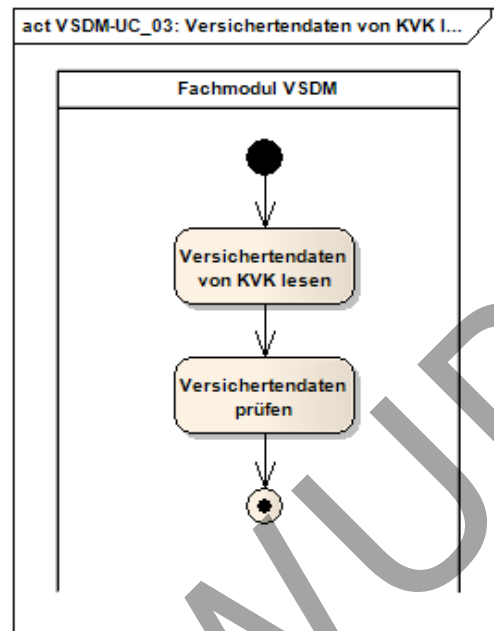 act VSDM-UC_03: Versichertendaten von KVK l...
Fachmodul VSDM
Versichertendaten
von KVK lesen
Versichertendaten
prüfen